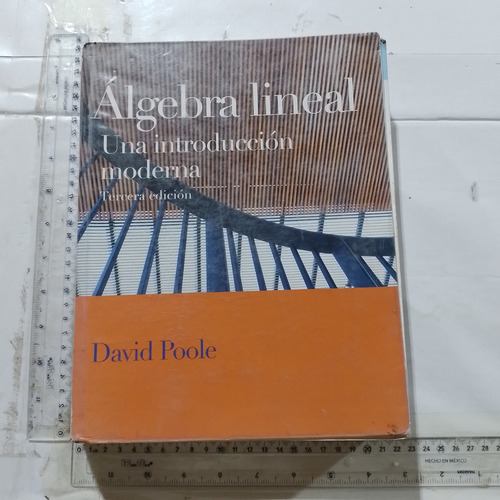 Álgebra lineal
Una introducción
moderna
Tercera edición
David Poole
HECHO EN MÉXICO